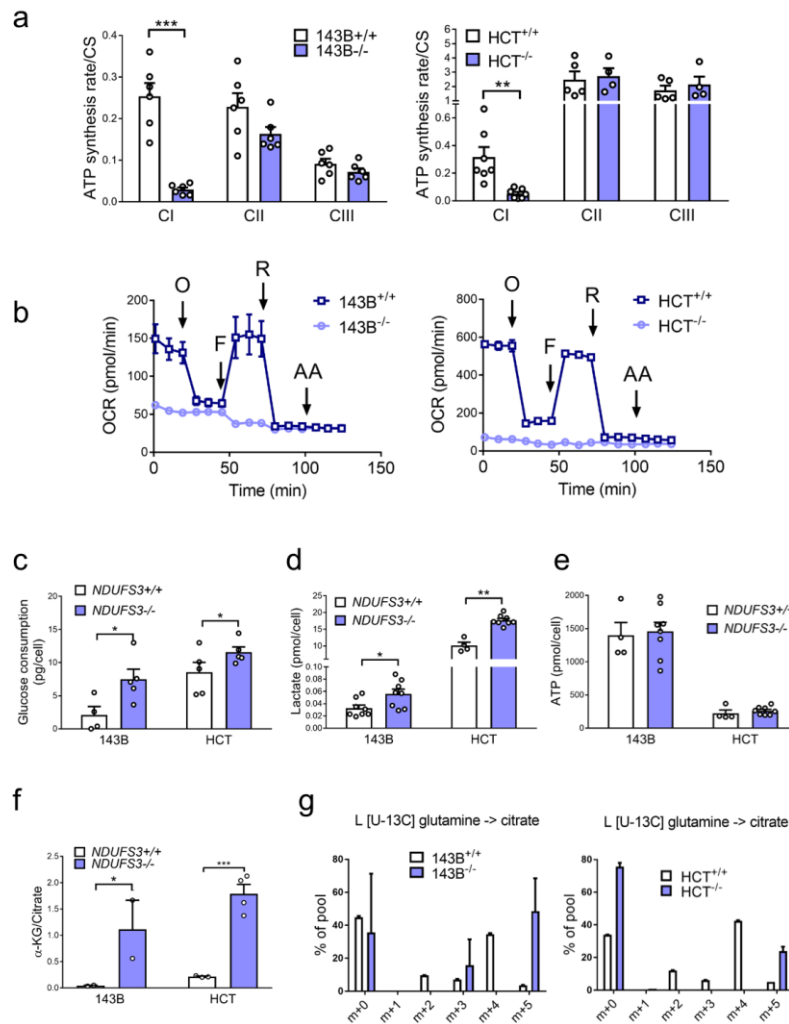 a
ATP synthesis rate/CS
0.4
0.3
0.2
0.1
0.0
***
143B+/+
143B-/-
CI
CII
CIII
ATP synthesis rate/CS
6
5
4
3
2
1
0.4
0.2
0.0
**
HCT+/+
HCT-/-
CI
CII
CIII
b
OCR (pmol/min)
200
150
100
50
0
O
F
R
AA
143B+/+
143B-/-
0
50
100
150
Time (min)
OCR (pmol/min)
800
600
400
200
0
O
F
R
AA
HCT+/+
HCT-/-
0
50
100
150
Time (min)
c
NDUFS3+/+
NDUFS3-/-
Glucose consumption
(pg/cell)
20
15
10
5
0
*
*
143B
HCT
d
NDUFS3+/+
NDUFS3-/-
Lactate (pmol/cell)
30
25
20
15
10
5
0.10
0.08
0.06
0.04
0.02
0.00
*
**
143B
HCT
e
NDUFS3+/+
NDUFS3-/-
ATP (pmol/cell)
2000
1500
1000
500
0
143B
HCT
f
NDUFS3+/+
NDUFS3-/-
α-KG/Citrate
2.0
1.5
1.0
0.5
0.0
*
***
143B
HCT
g
L [U-13C] glutamine -> citrate
% of pool
80
60
40
20
0
143B+/+
143B-/-
m+0
m+1
m+2
m+3
m+4
m+5
L [U-13C] glutamine -> citrate
% of pool
80
60
40
20
0
HCT+/+
HCT-/-
m+0
m+1
m+2
m+3
m+4
m+5